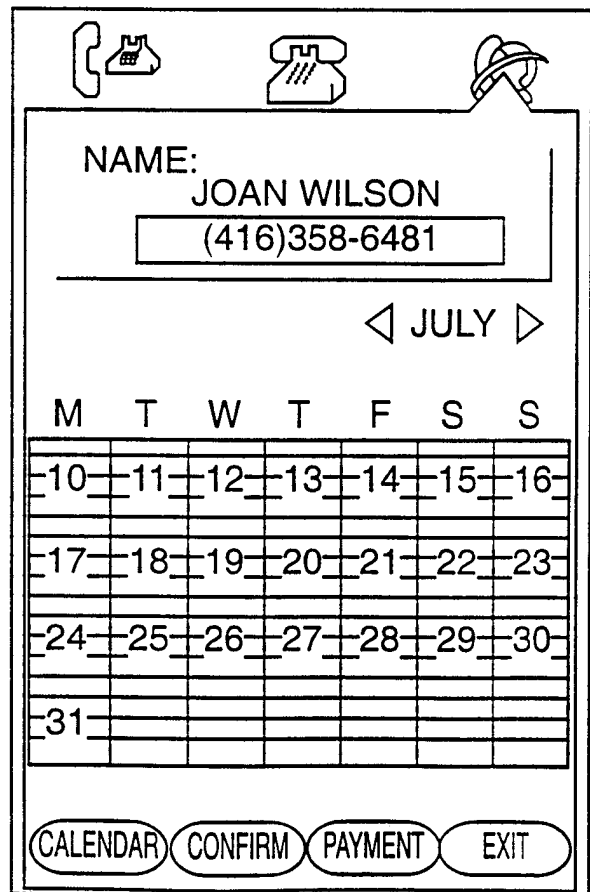 NAME:
JOAN WILSON
(416)358-6481
JULY
M T W T F S S
10 11 12 13 14 15 16
17 18 19 20 21 22 23
24 25 26 27 28 29 30
31
CALENDAR CONFIRM PAYMENT EXIT